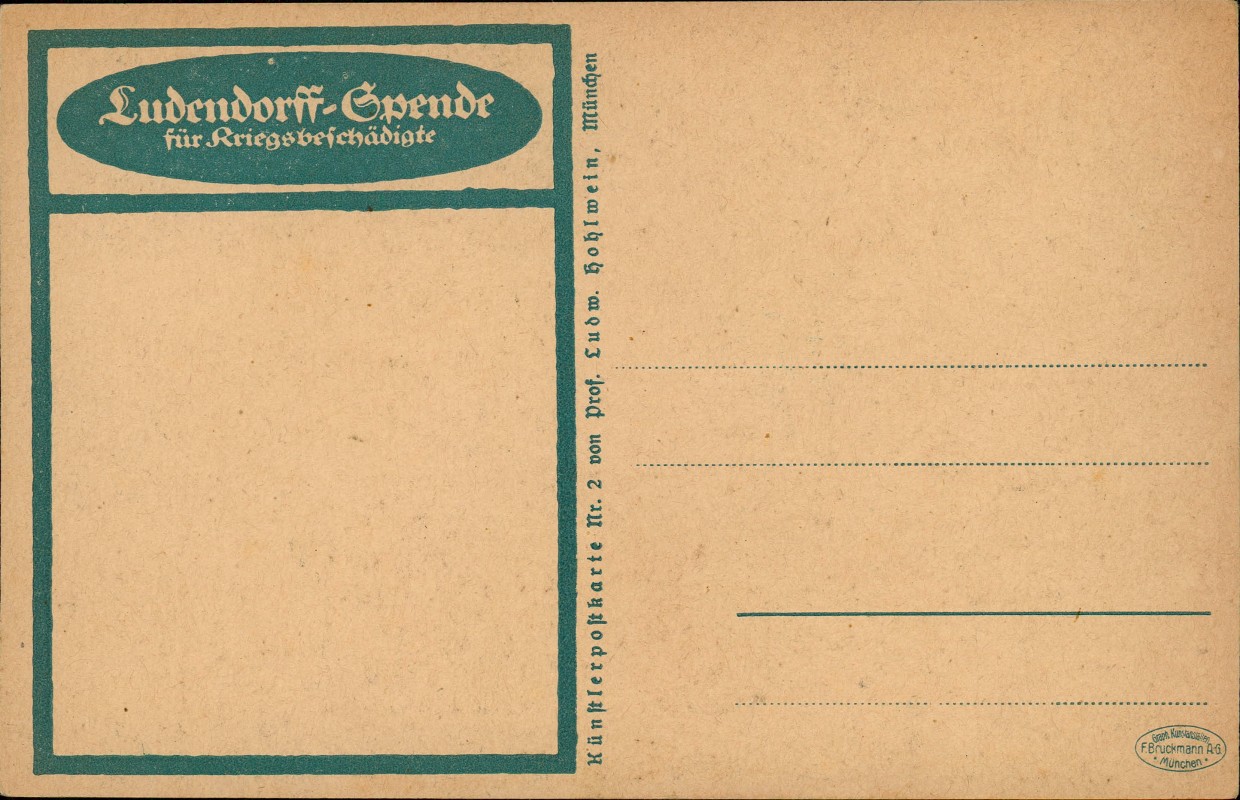 Ludendorff-Spende
für Kriegsbeschädigte
Künstlerpostkarte Nr. 2 von Prof. Ludw. Hohlwein, München
Graph. Kunstanstalten
F. Bruckmann A-G.
• München •